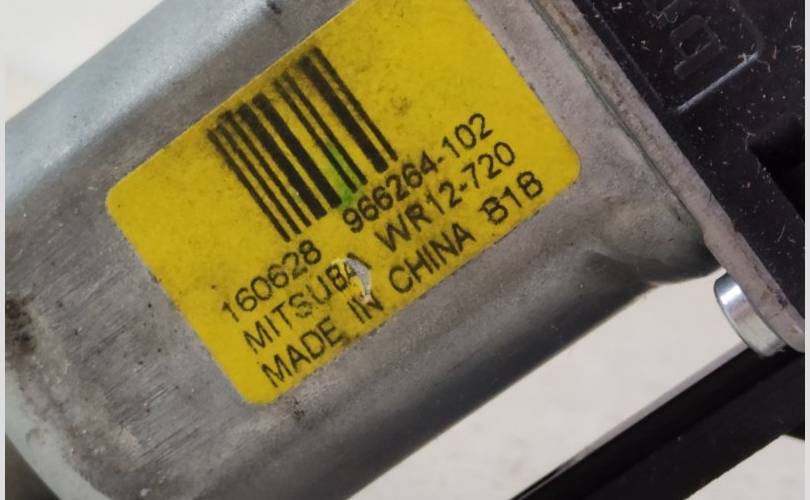 160628 966264-102
MITSUBA WR12-720
MADE IN CHINA B1B